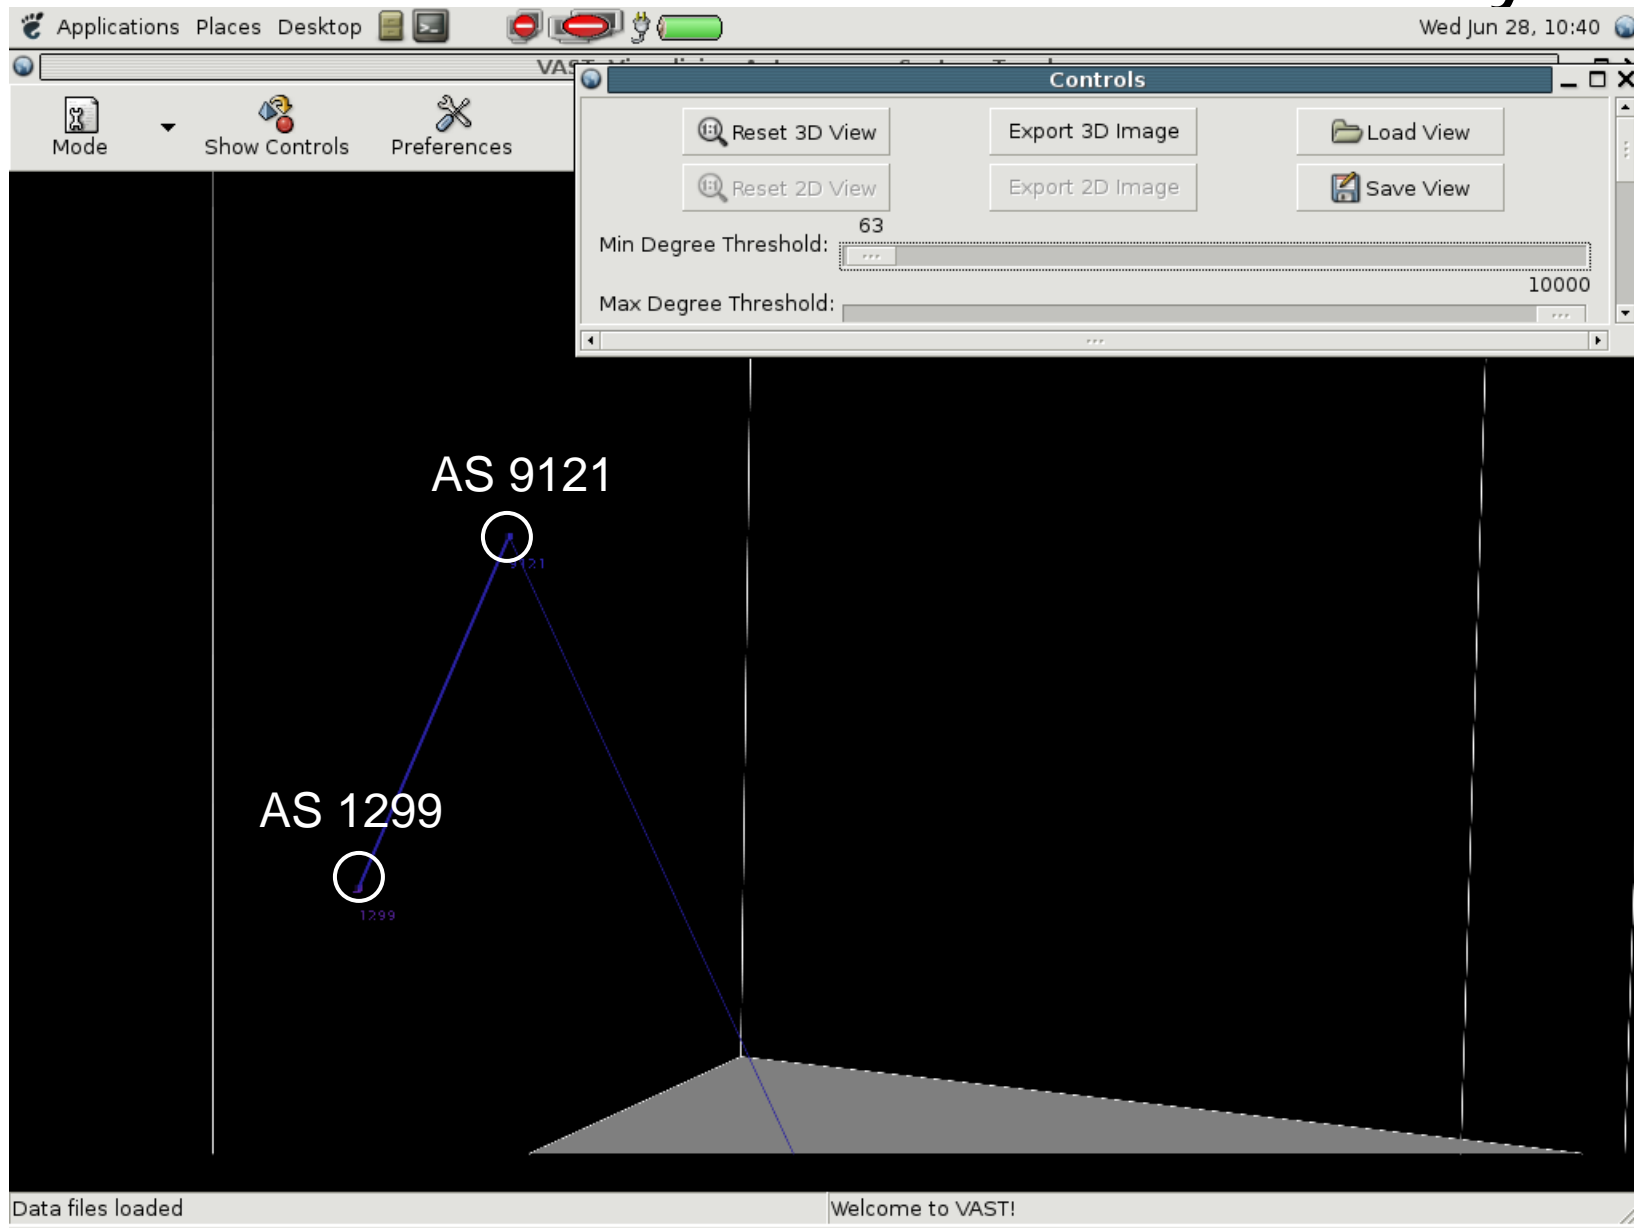 Applications Places Desktop
Wed Jun 28, 10:40
Controls
Mode
Show Controls
Preferences
Reset 3D View
Export 3D Image
Load View
Reset 2D View
Export 2D Image
Save View
63
Min Degree Threshold:
10000
Max Degree Threshold:
AS 9121
9121
AS 1299
1299
Data files loaded
Welcome to VAST!